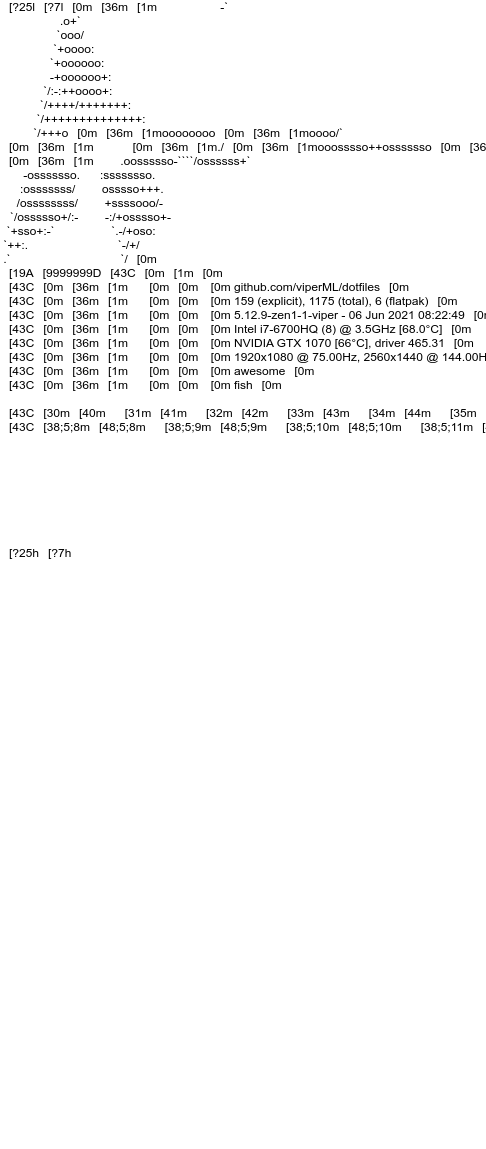 [?25l [?7l [0m [36m [1m -`
.o+`
`ooo/
`+oooo:
`+oooooo:
-+oooooo+:
`/:-:++oooo+:
`/++++/+++++++:
`/++++++++++++++:
`/+++o [0m [36m [1moooooooo [0m [36m [1moooo/`
[0m [36m [1m [0m [36m [1m./ [0m [36m [1mooosssso++osssssso [0m [36
[0m [36m [1m .oossssso-````/ossssss+`
-osssssso. :ssssssso.
:osssssss/ osssso+++.
/ossssssss/ +ssssooo/-
`/ossssso+/:- -:/+osssso+-
`+sso+:-` `.-/+oso:
`++:. `-/+/
.` `/ [0m
[19A [9999999D [43C [0m [1m [0m
[43C [0m [36m [1m [0m [0m [0m github.com/viperML/dotfiles [0m
[43C [0m [36m [1m [0m [0m [0m 159 (explicit), 1175 (total), 6 (flatpak) [0m
[43C [0m [36m [1m [0m [0m [0m 5.12.9-zen1-1-viper - 06 Jun 2021 08:22:49 [0m
[43C [0m [36m [1m [0m [0m [0m Intel i7-6700HQ (8) @ 3.5GHz [68.0°C] [0m
[43C [0m [36m [1m [0m [0m [0m NVIDIA GTX 1070 [66°C], driver 465.31 [0m
[43C [0m [36m [1m [0m [0m [0m 1920x1080 @ 75.00Hz, 2560x1440 @ 144.00H
[43C [0m [36m [1m [0m [0m [0m awesome [0m
[43C [0m [36m [1m [0m [0m [0m fish [0m
[43C [30m [40m [31m [41m [32m [42m [33m [43m [34m [44m [35m
[43C [38;5;8m [48;5;8m [38;5;9m [48;5;9m [38;5;10m [48;5;10m [38;5;11m [
[?25h [?7h